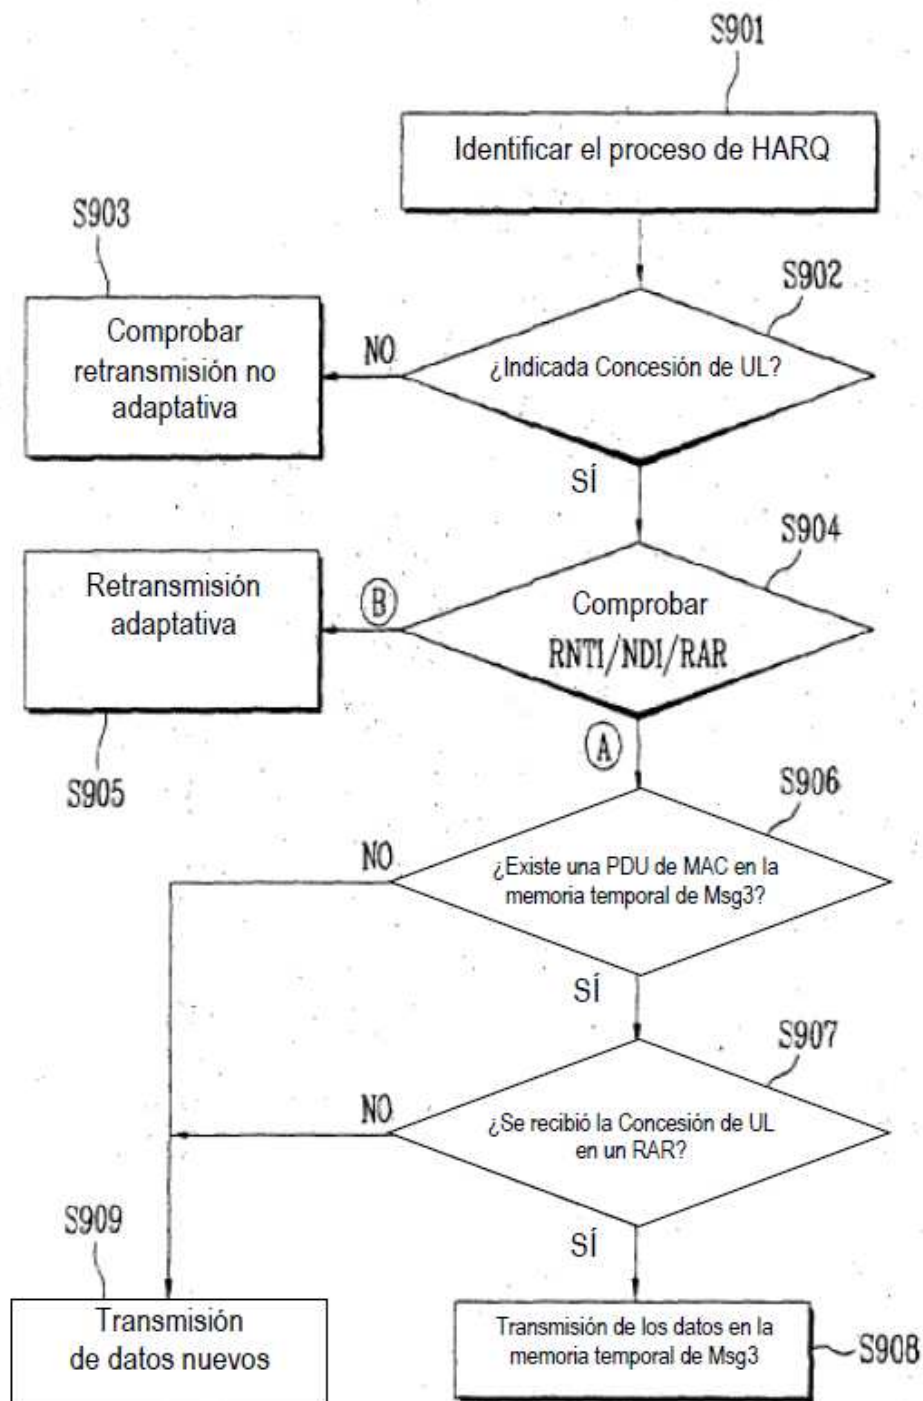 S901
Identificar el proceso de HARQ
S903
S902
Comprobar
retransmisión no
adaptativa
NO
¿Indicada Concesión de UL?
SÍ
S904
Retransmisión
adaptativa
B
Comprobar
RNTI/NDI/RAR
S905
A
S906
NO
¿Existe una PDU de MAC en la
memoria temporal de Msg3?
SÍ
S907
NO
¿Se recibió la Concesión de UL
en un RAR?
S909
SÍ
Transmisión
de datos nuevos
Transmisión de los datos en la
memoria temporal de Msg3
S908